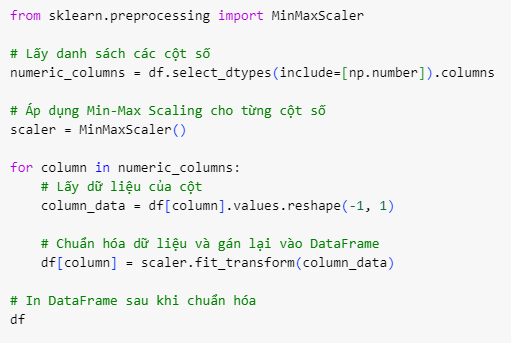 from sklearn.preprocessing import MinMaxScaler
# Lấy danh sách các cột số
numeric_columns = df.select_dtypes(include=[np.number]).columns
# Áp dụng Min-Max Scaling cho từng cột số
scaler = MinMaxScaler()
for column in numeric_columns:
    # Lấy dữ liệu của cột
    column_data = df[column].values.reshape(-1, 1)
    # Chuẩn hóa dữ liệu và gán lại vào DataFrame
    df[column] = scaler.fit_transform(column_data)
# In DataFrame sau khi chuẩn hóa
df